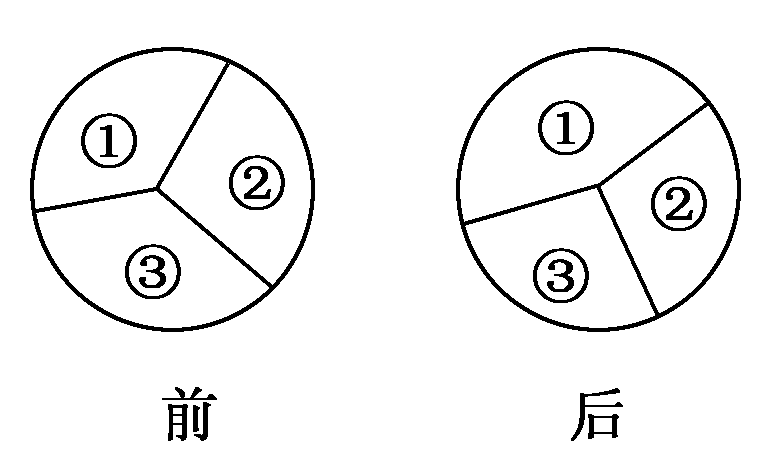 ① ② ③
① ② ③
前 后